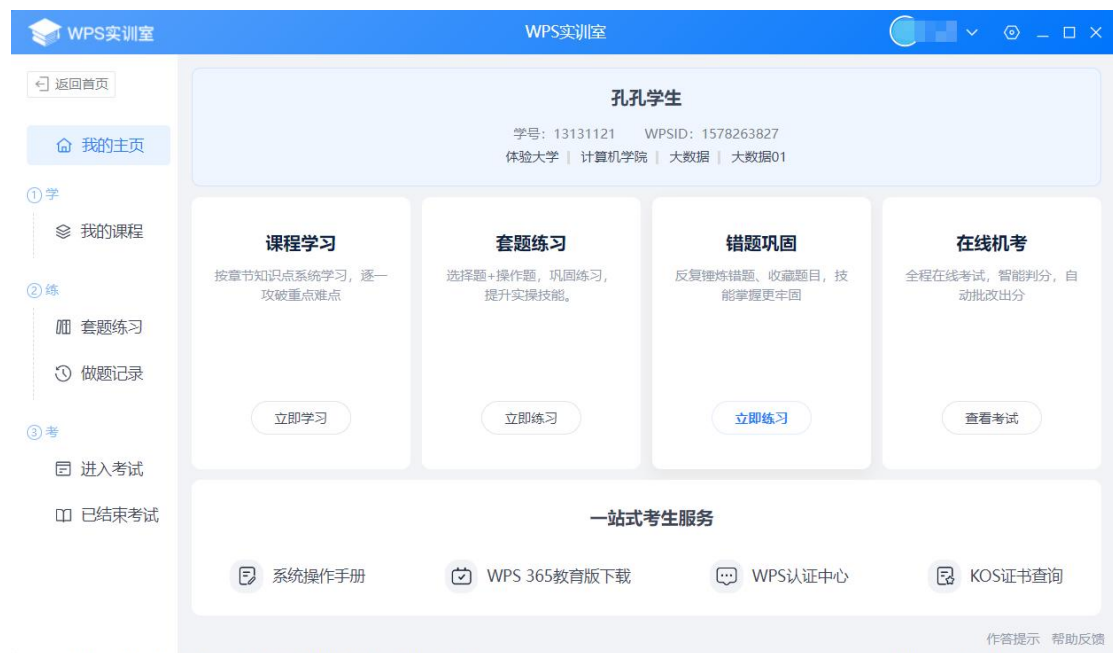 WPS实训室
WPS实训室
返回首页
我的主页
①学
我的课程
②练
套题练习
做题记录
③考
进入考试
已结束考试
孔孔学生
学号：13131121 WPSID：1578263827
体验大学 | 计算机学院 | 大数据 | 大数据01
课程学习
按章节知识点系统学习，逐一
攻破重点难点
立即学习
套题练习
选择题+操作题，巩固练习，
提升实操技能。
立即练习
错题巩固
反复锤炼错题、收藏题目，技
能掌握更牢固
立即练习
在线机考
全程在线考试，智能判分，自
动批改出分
查看考试
一站式考生服务
系统操作手册
WPS 365教育版下载
WPS认证中心
KOS证书查询
作答提示 帮助反馈